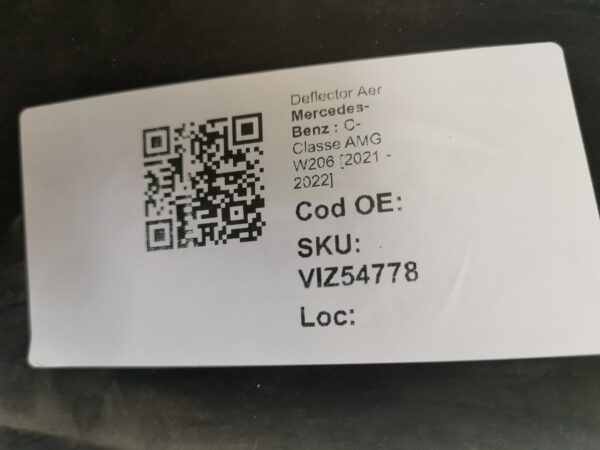 Deflector Aer
Mercedes-
Benz : C-
Classe AMG
W206 [2021 -
2022]
Cod OE:
SKU:
VIZ54778
Loc: